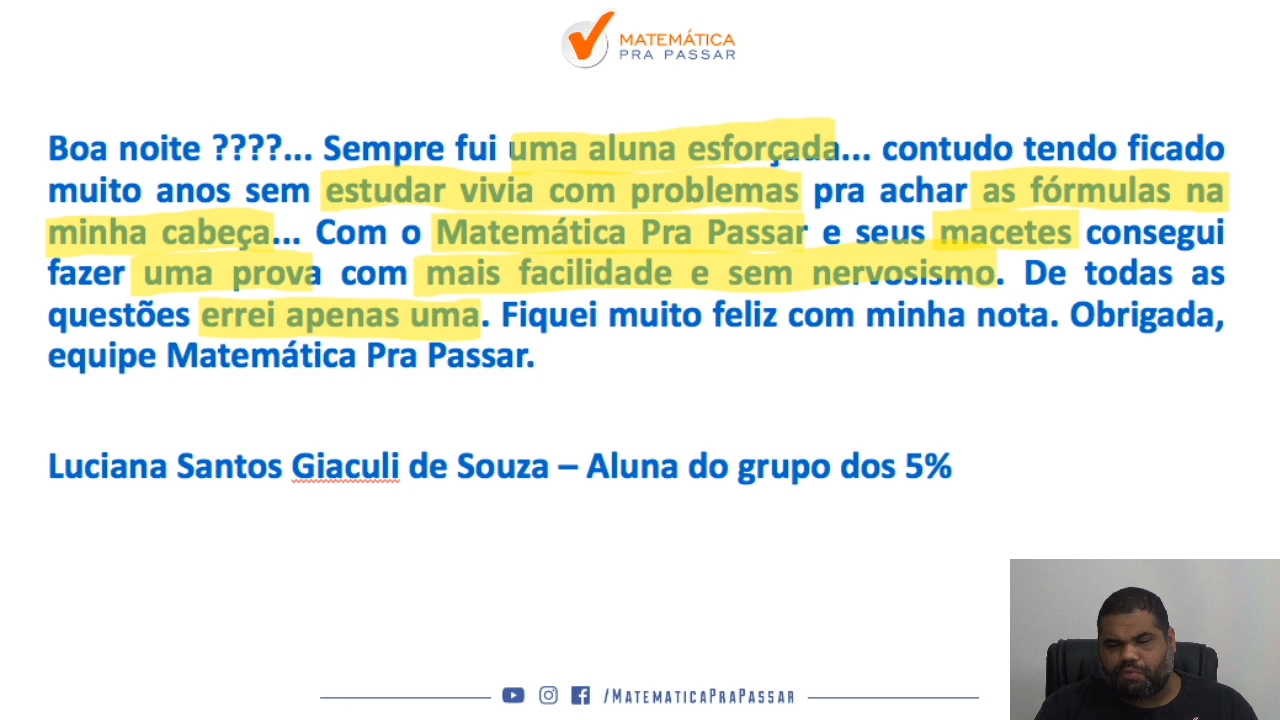 MATEMÁTICA
PRA PASSAR
Boa noite ????... Sempre fui uma aluna esforçada... contudo tendo ficado
muito anos sem estudar vivia com problemas pra achar as fórmulas na
minha cabeça... Com o Matemática Pra Passar e seus macetes consegui
fazer uma prova com mais facilidade e sem nervosismo. De todas as
questões errei apenas uma. Fiquei muito feliz com minha nota. Obrigada,
equipe Matemática Pra Passar.
Luciana Santos Giaculi de Souza – Aluna do grupo dos 5%
/MATEMATICAPRAPASSAR